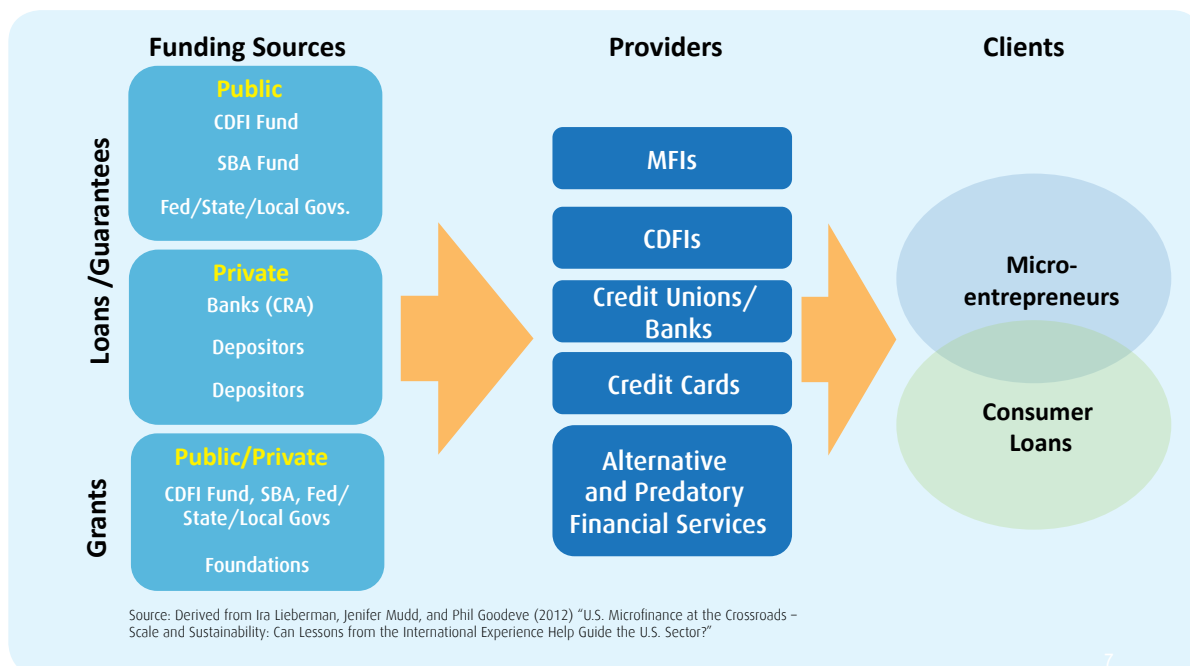 Funding Sources
Providers
Clients
Loans /Guarantees
Public
CDFI Fund
SBA Fund
Fed/State/Local Govs.
Private
Banks (CRA)
Depositors
Depositors
Grants
Public/Private
CDFI Fund, SBA, Fed/
State/Local Govs
Foundations
MFIs
CDFIs
Credit Unions/
Banks
Credit Cards
Alternative
and Predatory
Financial Services
Micro-
entrepreneurs
Consumer
Loans
Source: Derived from Ira Lieberman, Jenifer Mudd, and Phil Goodeve (2012) “U.S. Microfinance at the Crossroads –
Scale and Sustainability: Can Lessons from the International Experience Help Guide the U.S. Sector?”
7